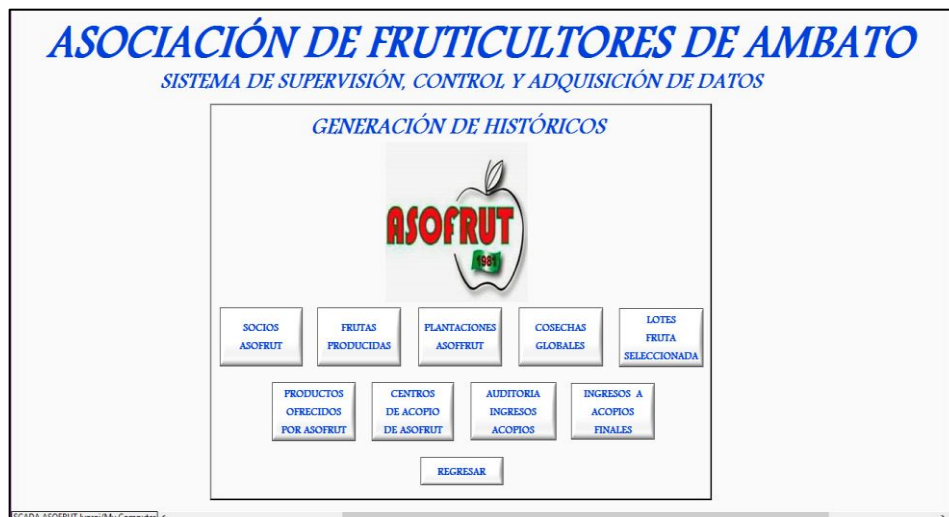 ASOCIACIÓN DE FRUTICULTORES DE AMBATO
SISTEMA DE SUPERVISIÓN, CONTROL Y ADQUISICIÓN DE DATOS
GENERACIÓN DE HISTÓRICOS
ASOFRUT
1981
SOCIOS
ASOFRUT
FRUTAS
PRODUCIDAS
PLANTACIONES
ASOFFRUT
COSECHAS
GLOBALES
LOTES
FRUTA
SELECCIONADA
PRODUCTOS
OFRECIDOS
POR ASOFRUT
CENTROS
DE ACOPIO
DE ASOFRUT
AUDITORIA
INGRESOS
ACOPIOS
INGRESOS A
ACOPIOS
FINALES
REGRESAR